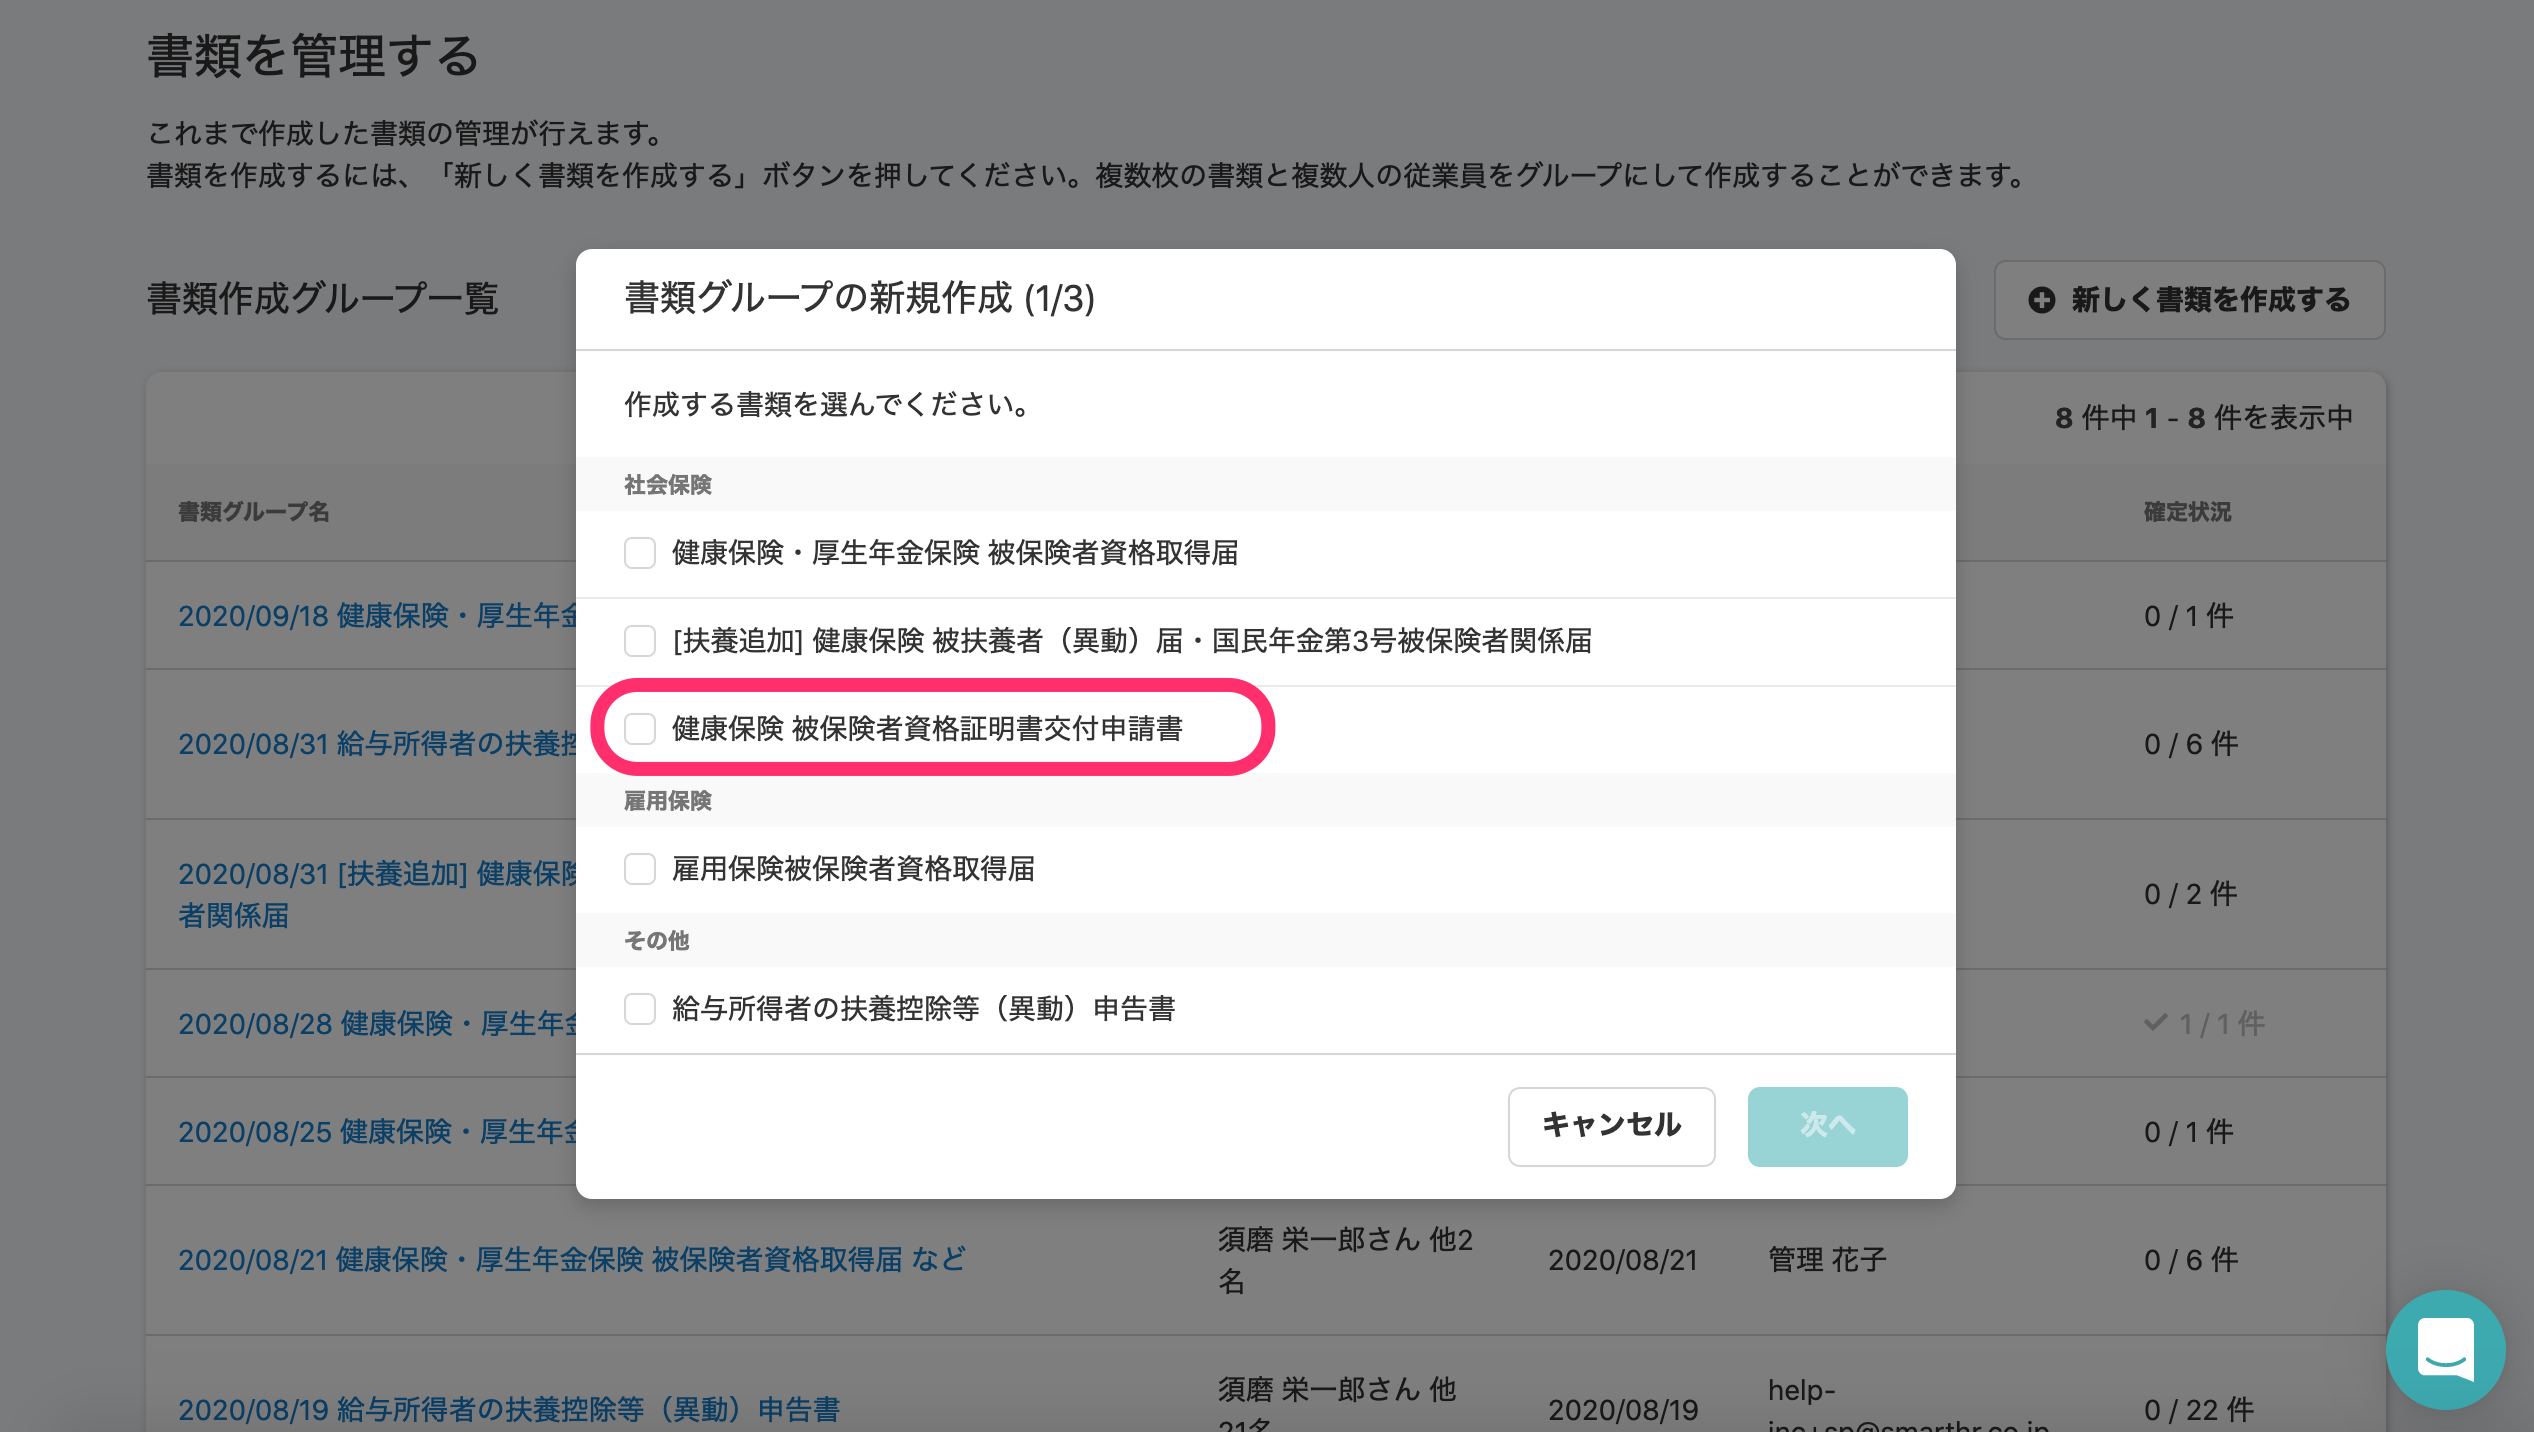 書類を管理する
これまで作成した書類の管理が行えます。
書類を作成するには、「新しく書類を作成する」ボタンを押してください。複数枚の書類と複数人の従業員をグループにして作成することができます。
書類作成グループ一覧
新しく書類を作成する
8 件中 1 - 8 件を表示中
書類グループ名
確定状況
2020/09/18 健康保険・厚生年金
0 / 1 件
2020/08/31 給与所得者の扶養控
0 / 6 件
2020/08/31 [扶養追加] 健康保険
者関係届
0 / 2 件
2020/08/28 健康保険・厚生年金
1 / 1 件
2020/08/25 健康保険・厚生年金
0 / 1 件
2020/08/21 健康保険・厚生年金保険 被保険者資格取得届 など
須磨 栄一郎さん 他2
名
2020/08/21
管理 花子
0 / 6 件
2020/08/19 給与所得者の扶養控除等（異動）申告書
須磨 栄一郎さん 他
21名
2020/08/19
help-
inc+sp@smarthr.co.jp
0 / 22 件
書類グループの新規作成 (1/3)
作成する書類を選んでください。
社会保険
健康保険・厚生年金保険 被保険者資格取得届
[扶養追加] 健康保険 被扶養者（異動）届・国民年金第3号被保険者関係届
健康保険 被保険者資格証明書交付申請書
雇用保険
雇用保険被保険者資格取得届
その他
給与所得者の扶養控除等（異動）申告書
キャンセル
次へ